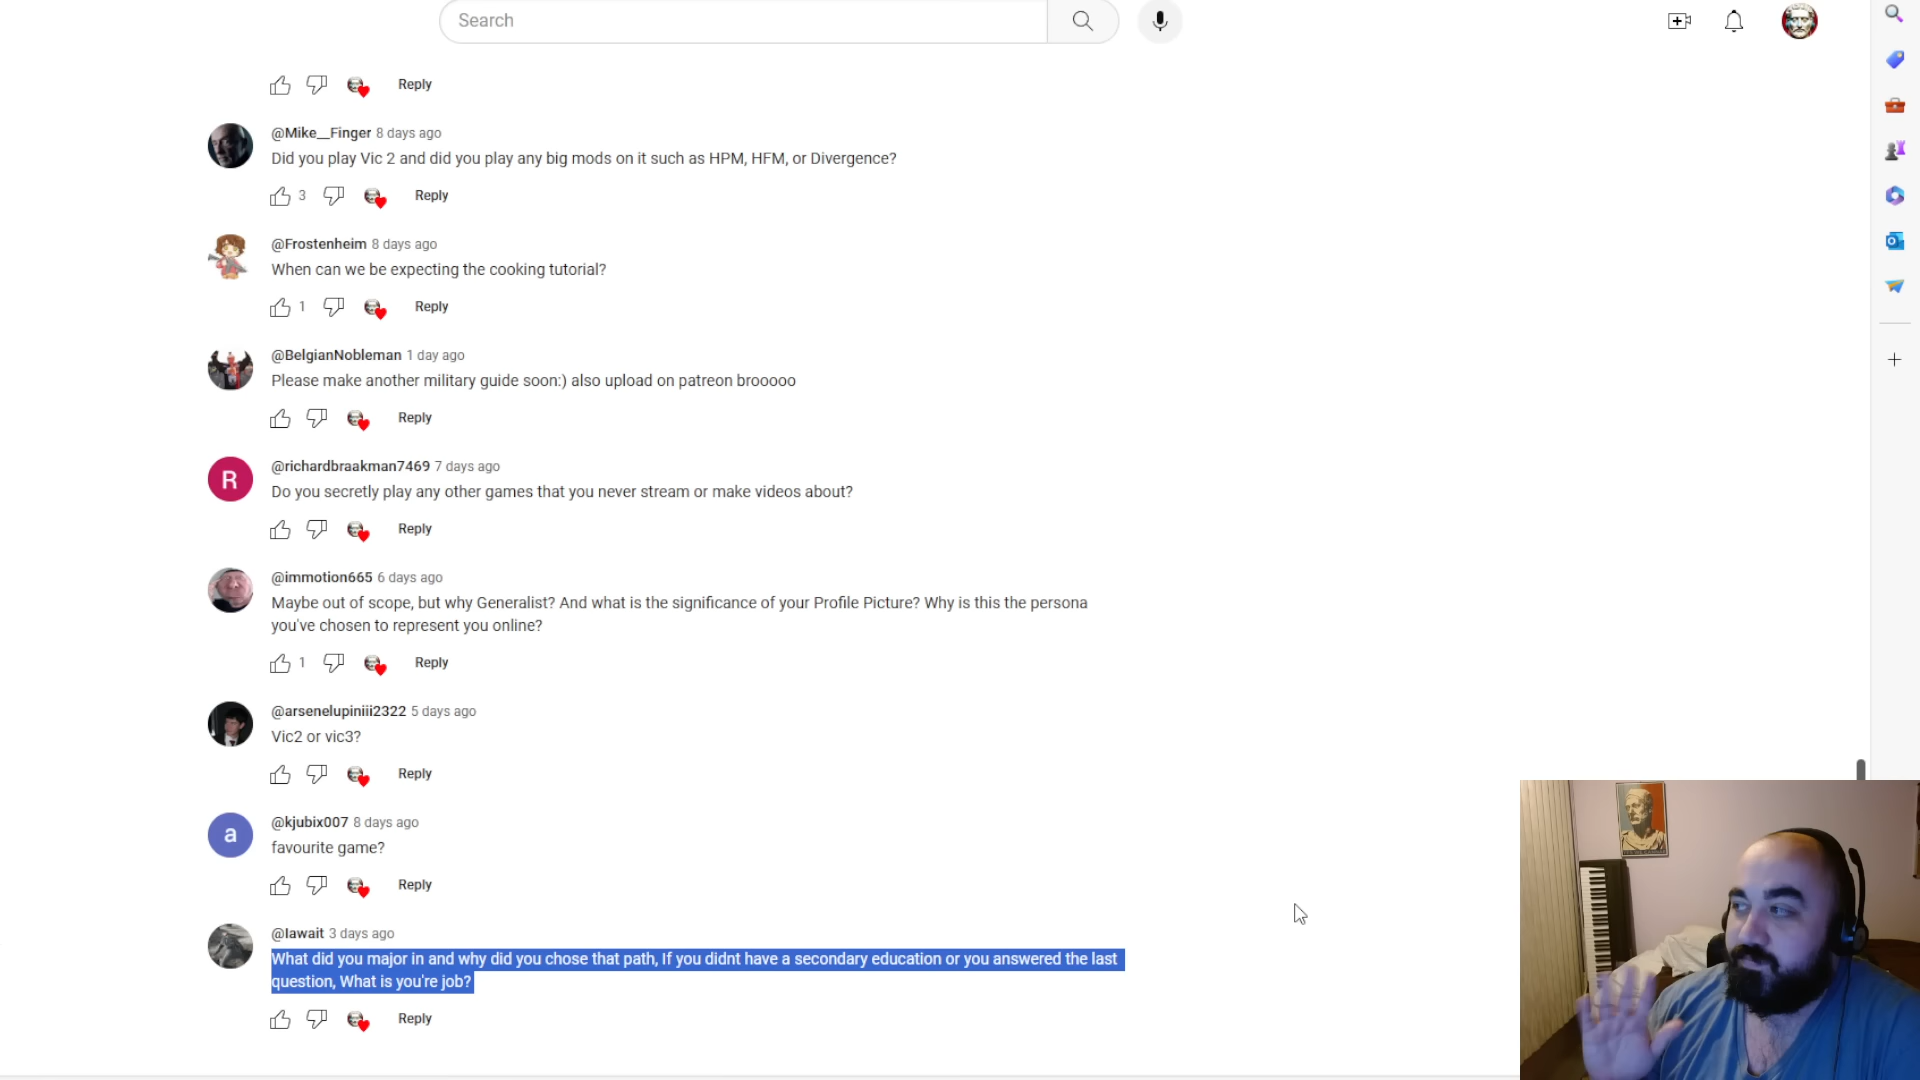 Search
Reply
@Mike__Finger 8 days ago
Did you play Vic 2 and did you play any big mods on it such as HPM, HFM, or Divergence?
3 Reply
@Frostenheim 8 days ago
When can we be expecting the cooking tutorial?
1 Reply
@BelgianNobleman 1 day ago
Please make another military guide soon:) also upload on patreon brooooo
Reply
R
@richardbraakman7469 7 days ago
Do you secretly play any other games that you never stream or make videos about?
Reply
@immotion665 6 days ago
Maybe out of scope, but why Generalist? And what is the significance of your Profile Picture? Why is this the persona
you've chosen to represent you online?
1 Reply
@arsenelupiniii2322 5 days ago
Vic2 or vic3?
Reply
a
@kjubix007 8 days ago
favourite game?
Reply
@lawait 3 days ago
What did you major in and why did you chose that path, If you didnt have a secondary education or you answered the last
question, What is you're job?
Reply